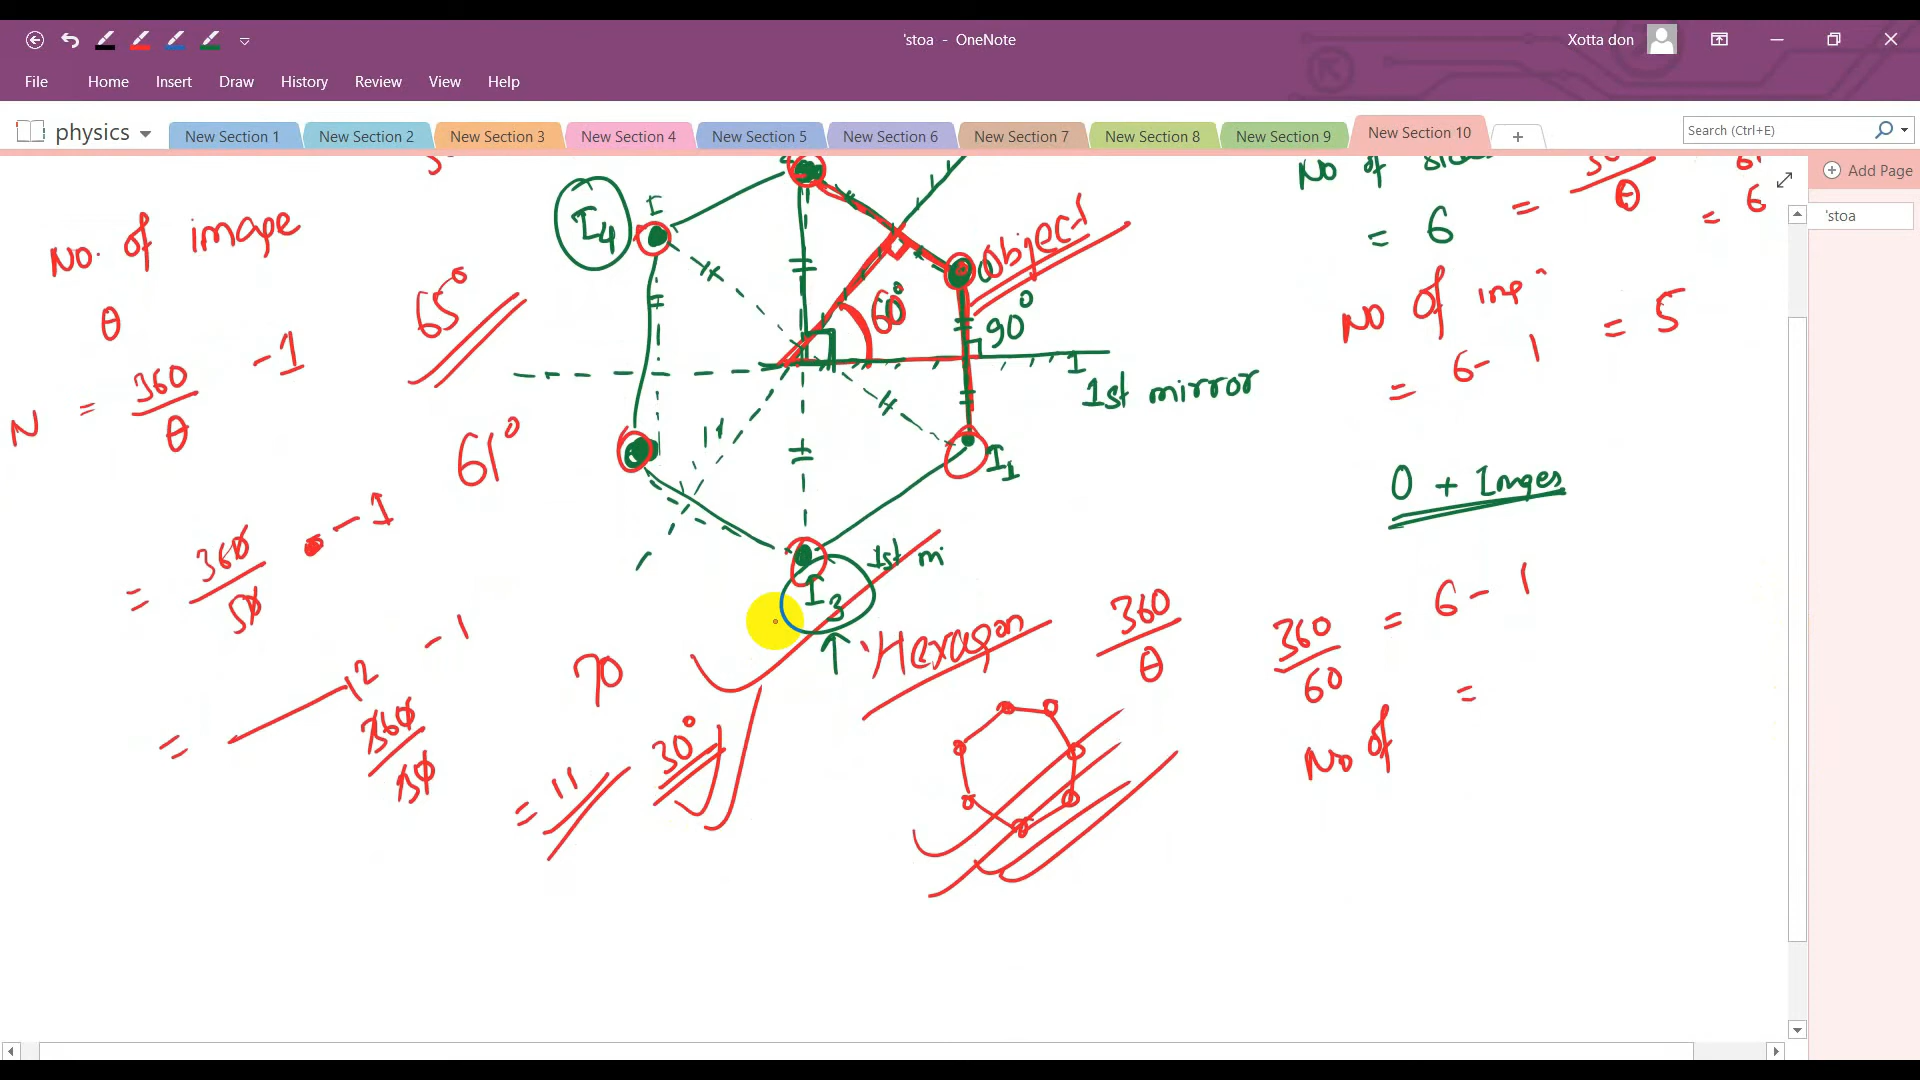 'stoa - OneNote
Xotta don
File Home Insert Draw History Review View Help
physics
New Section 1 New Section 2 New Section 3 New Section 4 New Section 5 New Section 6 New Section 7 New Section 8 New Section 9 New Section 10
Search (Ctrl+E)
Add Page
'stoa
No. of image
θ
N = 360/θ - 1
= 360/30 - 1
= 12 - 1
360/30
= 11
65°
61°
70
30°
I4
I
60°
Object
90°
I
1st mirror
I1
1st mi
I3
Hexagon
360/θ
No of
= 6
= θ = 6
No of
= 6 - 1 = 5
O + Imges
360/60 = 6 - 1
=
No of